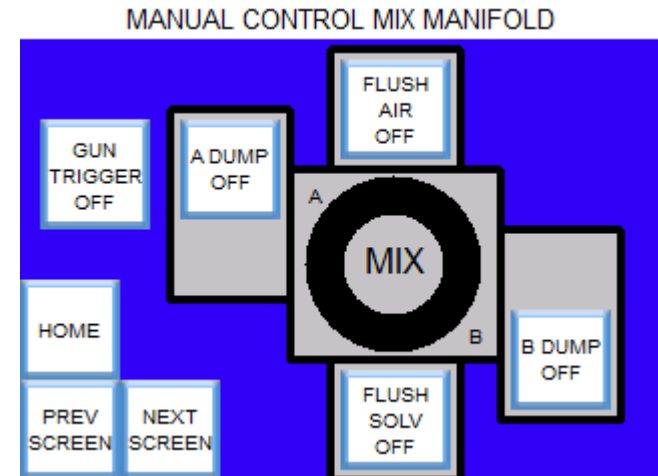 MANUAL CONTROL MIX MANIFOLD
FLUSH
AIR
OFF
GUN
TRIGGER
OFF
A DUMP
OFF
A
MIX
B
HOME
B DUMP
OFF
PREV
SCREEN
NEXT
SCREEN
FLUSH
SOLV
OFF